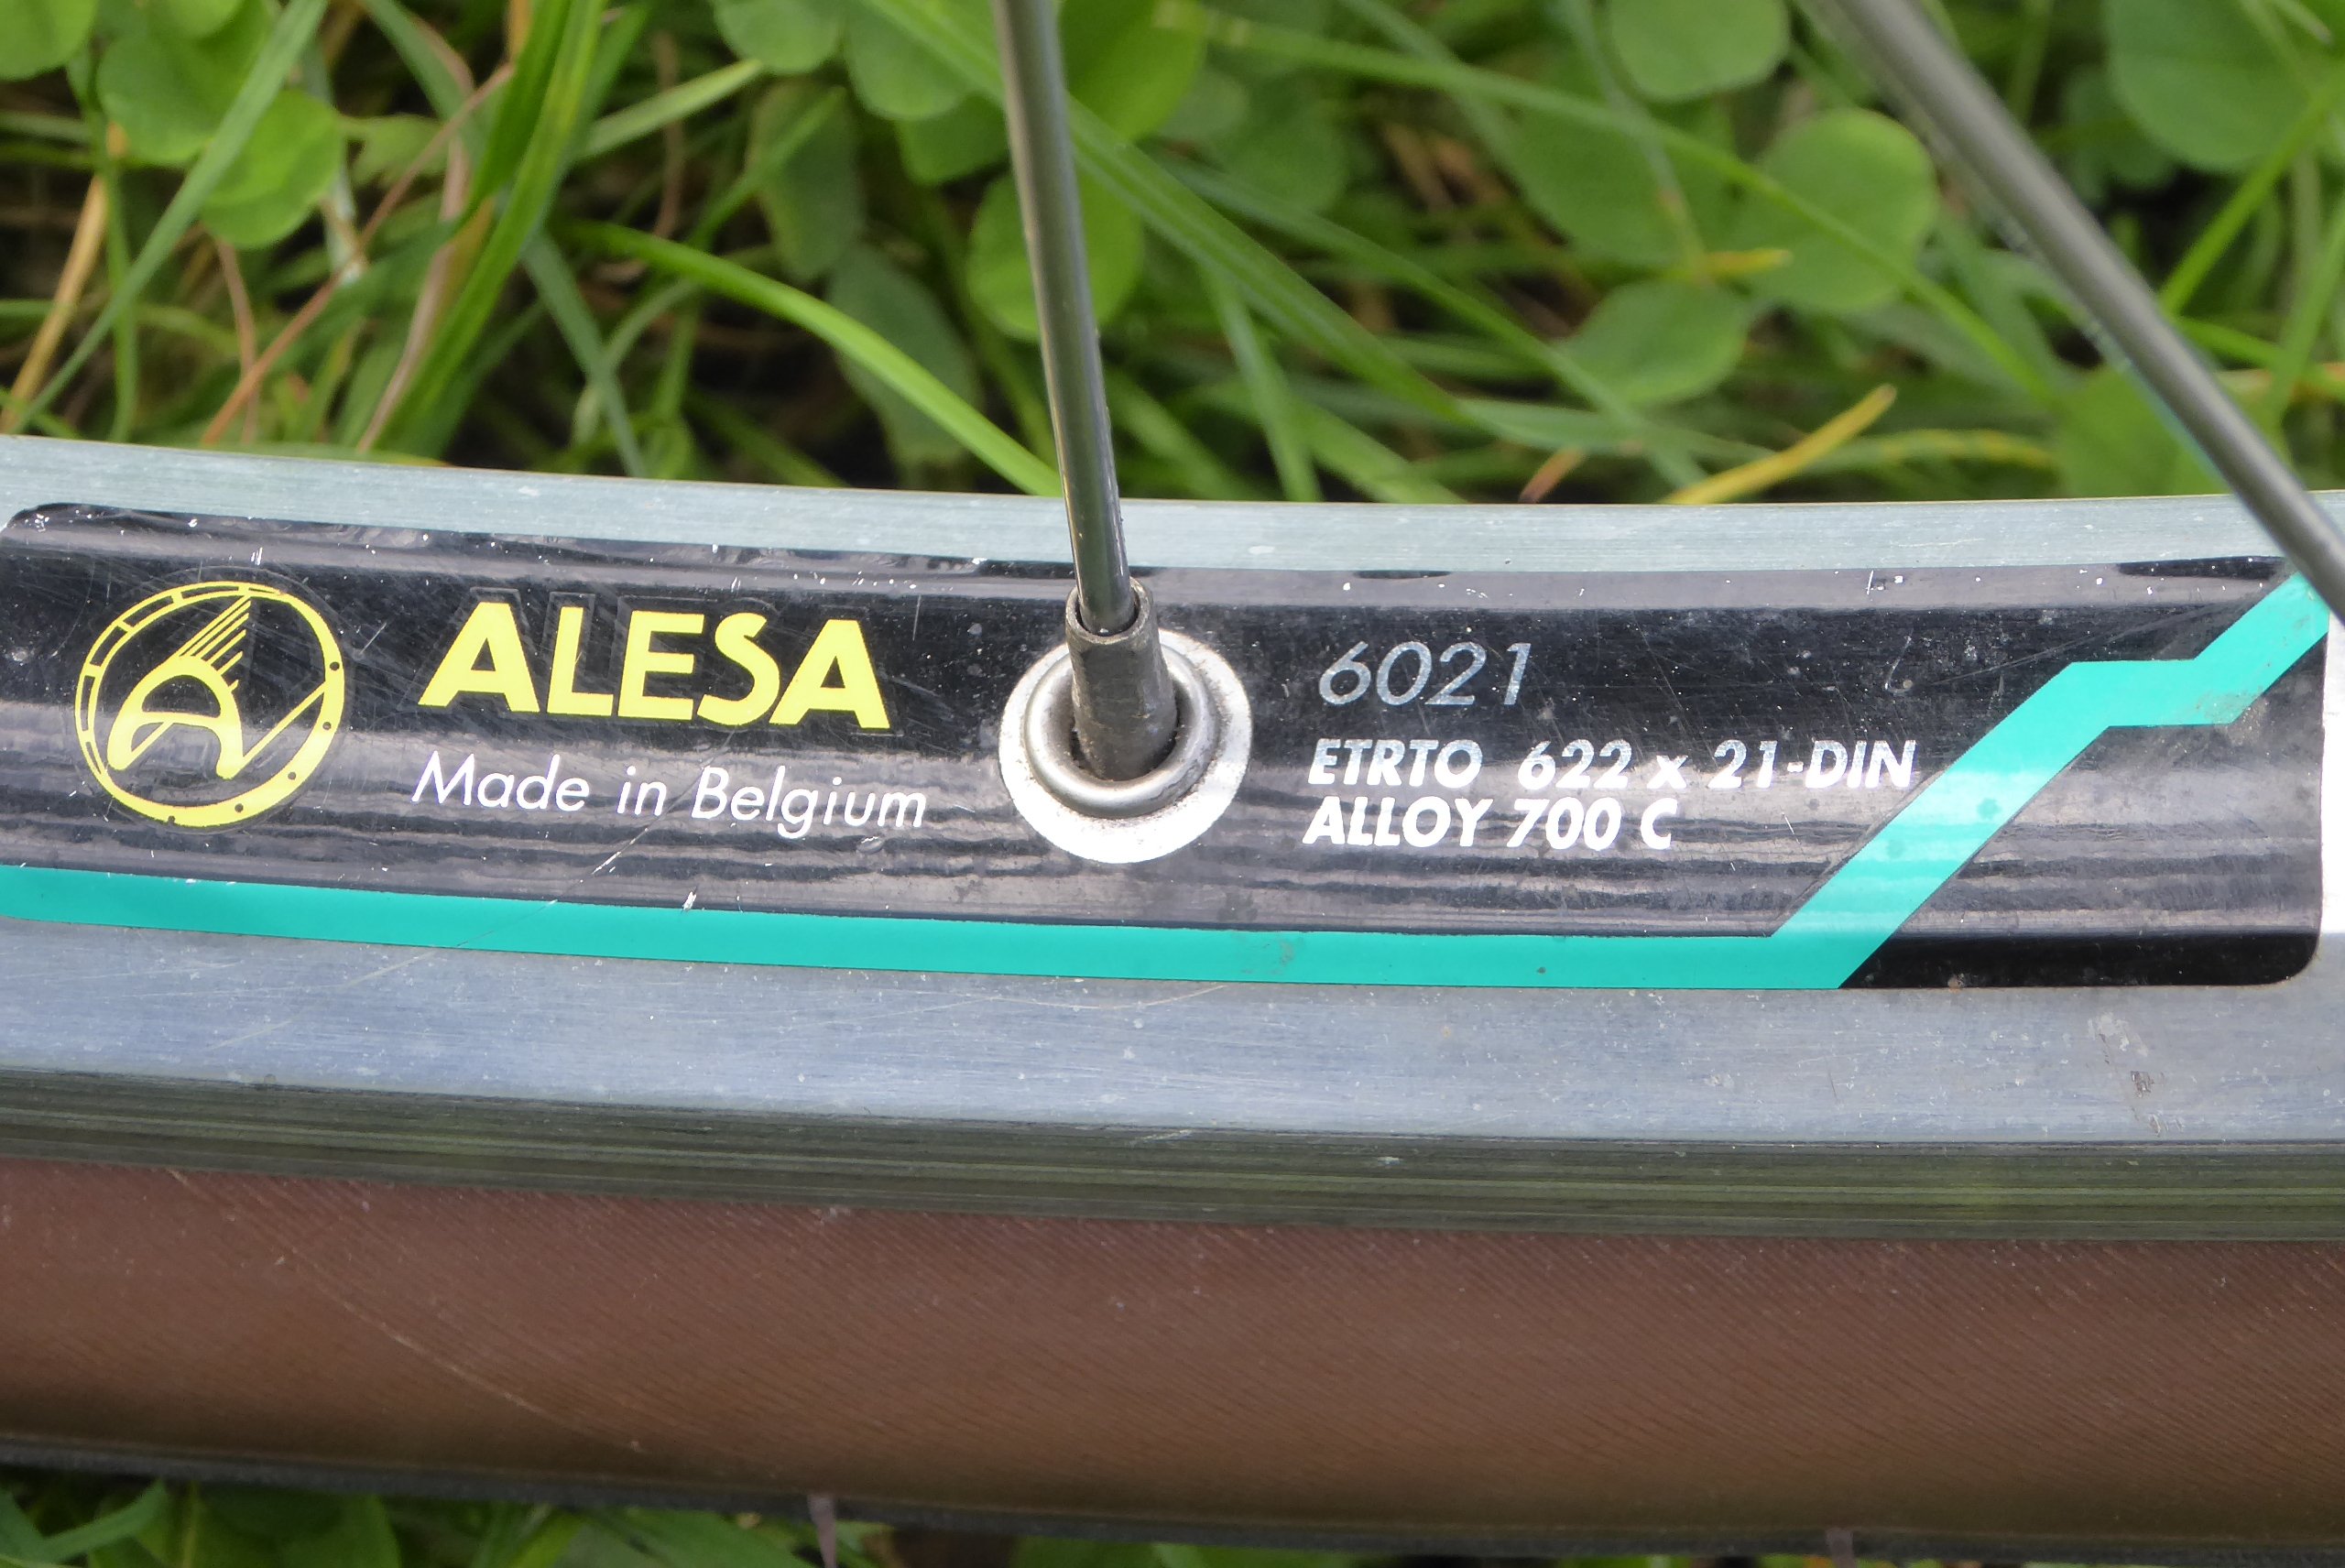 ALESA
Made in Belgium
6021
ETRTO 622 x 21-DIN
ALLOY 700 C